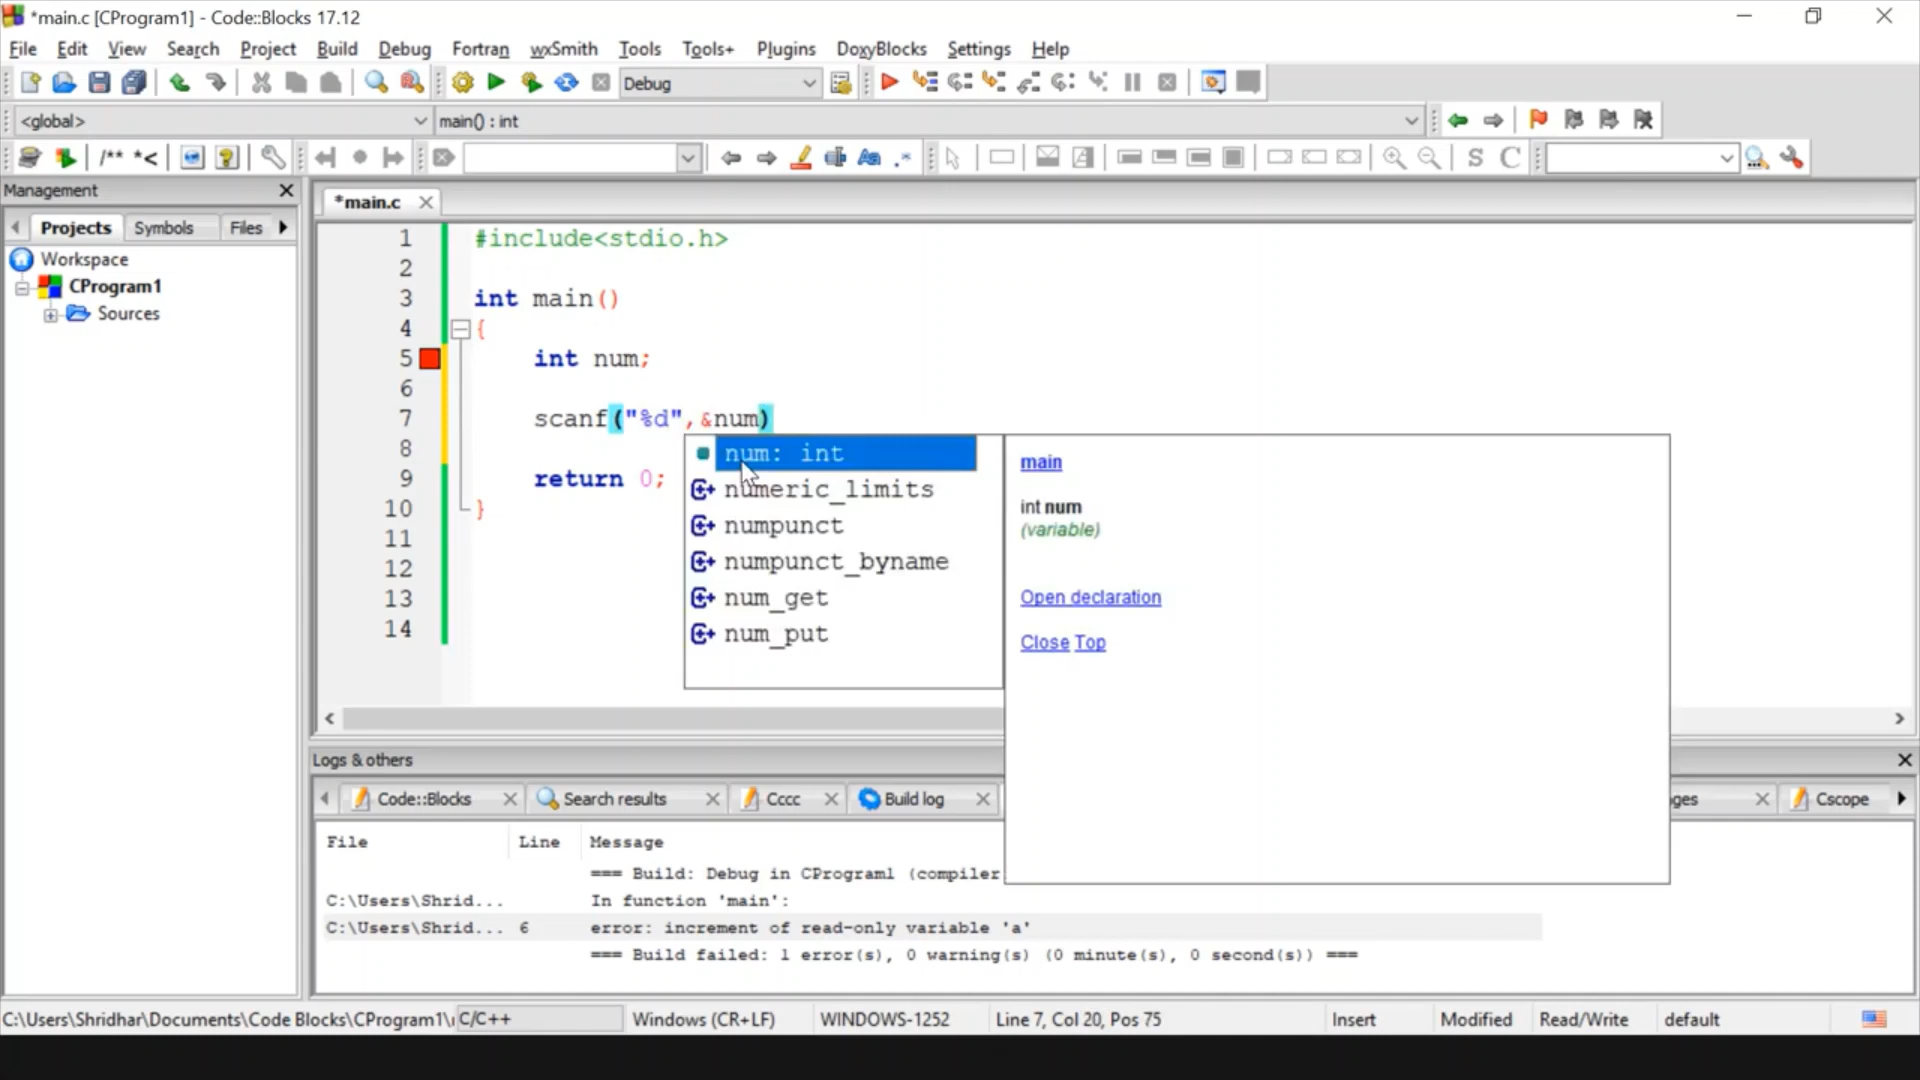 *main.c [CProgram1] - Code::Blocks 17.12
File Edit View Search Project Build Debug Fortran wxSmith Tools Tools+ Plugins DoxyBlocks Settings Help
Debug
<global> main() : int
/** *<
Aa .* S C
Management
*main.c
Projects Symbols Files
Workspace
CProgram1
Sources
1 #include<stdio.h>
2
3 int main()
4 {
5 int num;
6
7 scanf("%d",&num)
8
9 return 0;
10 }
11
12
13
14
num: int
numeric_limits
numpunct
numpunct_byname
num_get
num_put
main
int num
(variable)
Open declaration
Close Top
Logs & others
Code::Blocks Search results Cccc Build log ges Cscope
File Line Message
=== Build: Debug in CProgram1 (compiler
C:\Users\Shrid... In function 'main':
C:\Users\Shrid... 6 error: increment of read-only variable 'a'
=== Build failed: 1 error(s), 0 warning(s) (0 minute(s), 0 second(s)) ===
C:\Users\Shridhar\Documents\Code Blocks\CProgram1\ C/C++ Windows (CR+LF) WINDOWS-1252 Line 7, Col 20, Pos 75 Insert Modified Read/Write default